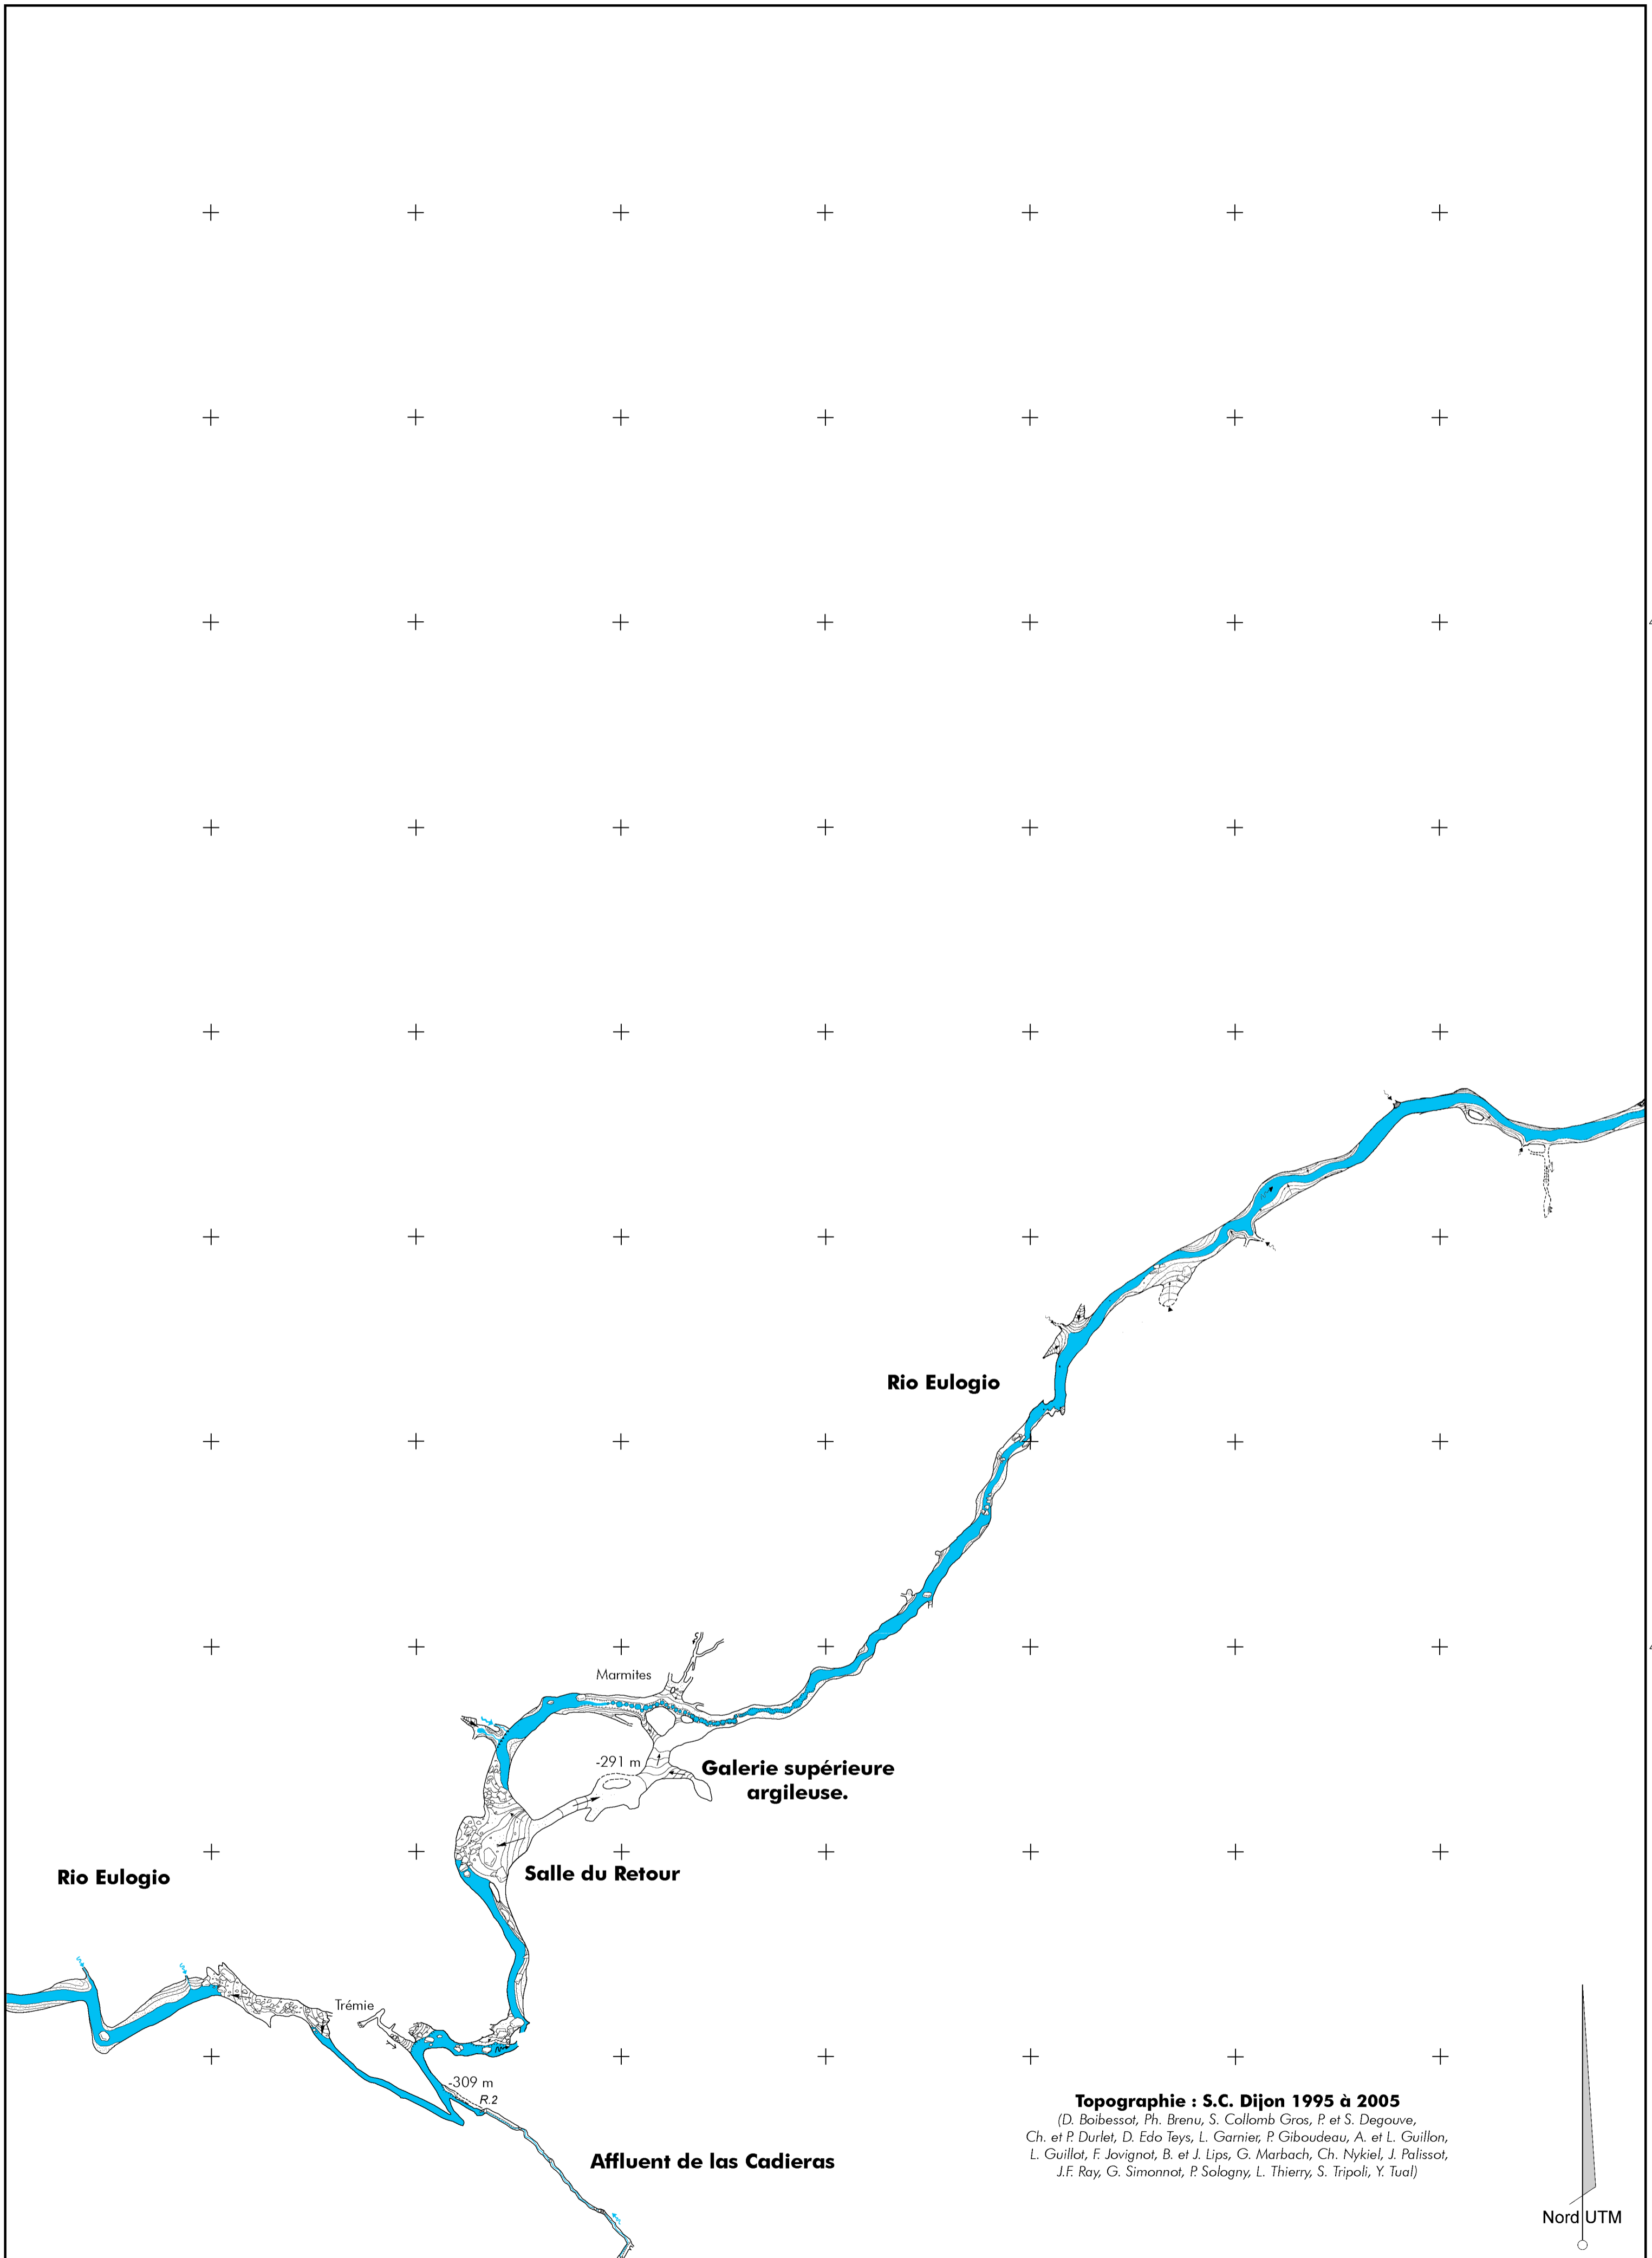 Rio Eulogio
Marmites
-291 m
Galerie supérieure
argileuse.
Salle du Retour
Rio Eulogio
Trémie
-309 m
R.2
Affluent de las Cadieras
Topographie : S.C. Dijon 1995 à 2005
(D. Boibessot, Ph. Brenu, S. Collomb Gros, P. et S. Degouve,
Ch. et P. Durlet, D. Edo Teys, L. Garnier, P. Giboudeau, A. et L. Guillon,
L. Guillot, F. Jovignot, B. et J. Lips, G. Marbach, Ch. Nykiel, J. Palissot,
J.F. Ray, G. Simonnot, P. Sologny, L. Thierry, S. Tripoli, Y. Tual)
Nord UTM